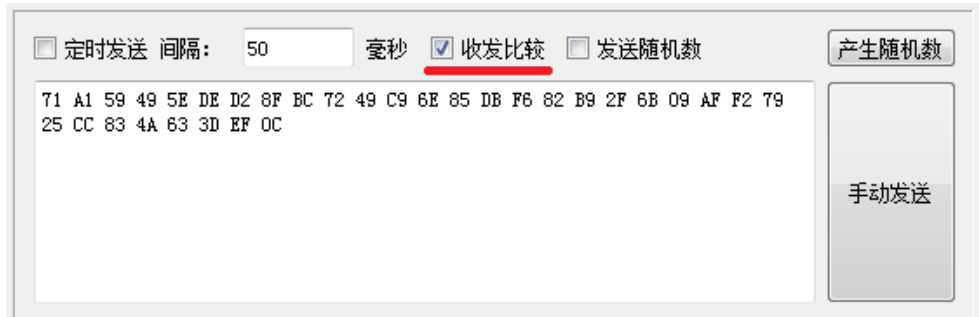 定时发送 间隔： 50 毫秒 收发比较 发送随机数 产生随机数
71 A1 59 49 5E DE D2 8F BC 72 49 C9 6E 85 DB F6 82 B9 2F 6B 09 AF F2 79
25 CC 83 4A 63 3D EF 0C
手动发送